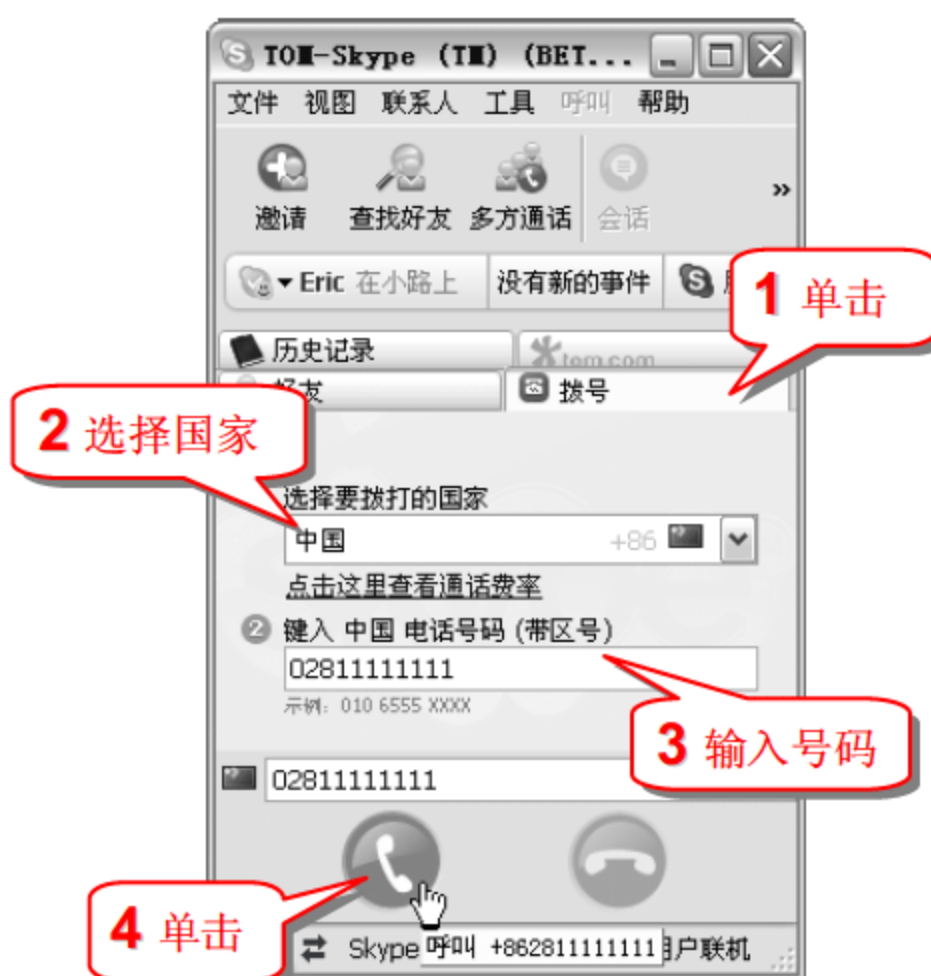 TOM-Skype (TM) (BET...
文件 视图 联系人 工具 呼叫 帮助
邀请 查找好友 多方通话 会话 »
Eric 在小路上 没有新的事件
1 单击
历史记录 tom.com
好友 拨号
2 选择国家
选择要拨打的国家
中国 +86
点击这里查看通话费率
2 键入 中国 电话号码 (带区号)
02811111111
示例: 010 6555 XXXX
3 输入号码
02811111111
4 单击
Skype 呼叫 +862811111111 户联机